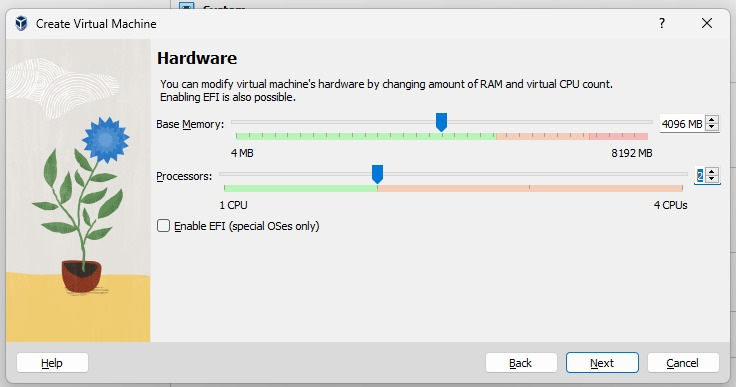 System
Create Virtual Machine
?
Hardware
You can modify virtual machine's hardware by changing amount of RAM and virtual CPU count.
Enabling EFI is also possible.
Base Memory: 4096 MB
4 MB 8192 MB
Processors: 2
1 CPU 4 CPUs
Enable EFI (special OSes only)
Help Back Next Cancel